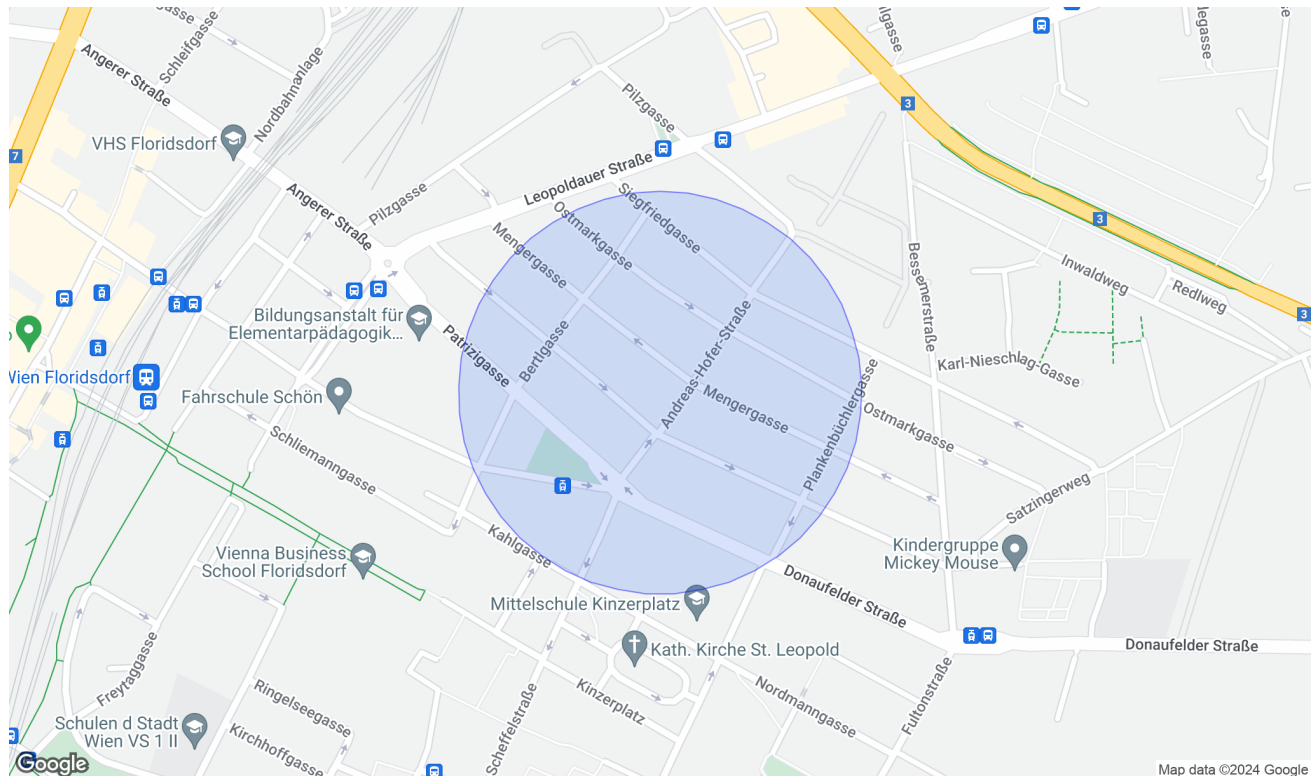 Schleifgasse
Angerer Straße
Nordbahnanlage
VHS Floridsdorf
7
Pilzgasse
3
Leopoldauer Straße
Angerer Straße
Pilzgasse
Siegfriedgasse
Ostmarkgasse
Mengergasse
3
Inwaldweg
Redlweg
3
Bessemerstraße
Bildungsanstalt für
Elementarpädagogik...
Patrizigasse
Bertlgasse
Andreas-Hofer-Straße
Karl-Nieschlag-Gasse
Wien Floridsdorf
Fahrschule Schön
Mengergasse
Plankenbüchlergasse
Ostmarkgasse
Schliemanngasse
Satzingerweg
Kahlgasse
Vienna Business
School Floridsdorf
Kindergruppe
Mickey Mouse
Donaufelder Straße
Mittelschule Kinzerplatz
Kath. Kirche St. Leopold
Donaufelder Straße
Freytaggasse
Ringelseegasse
Kinzerplatz
Nordmanngasse
Fultonstraße
Scheffelstraße
Schulen d Stadt
Wien VS 1 II
Kirchhoffgasse
Google
Map data ©2024 Google